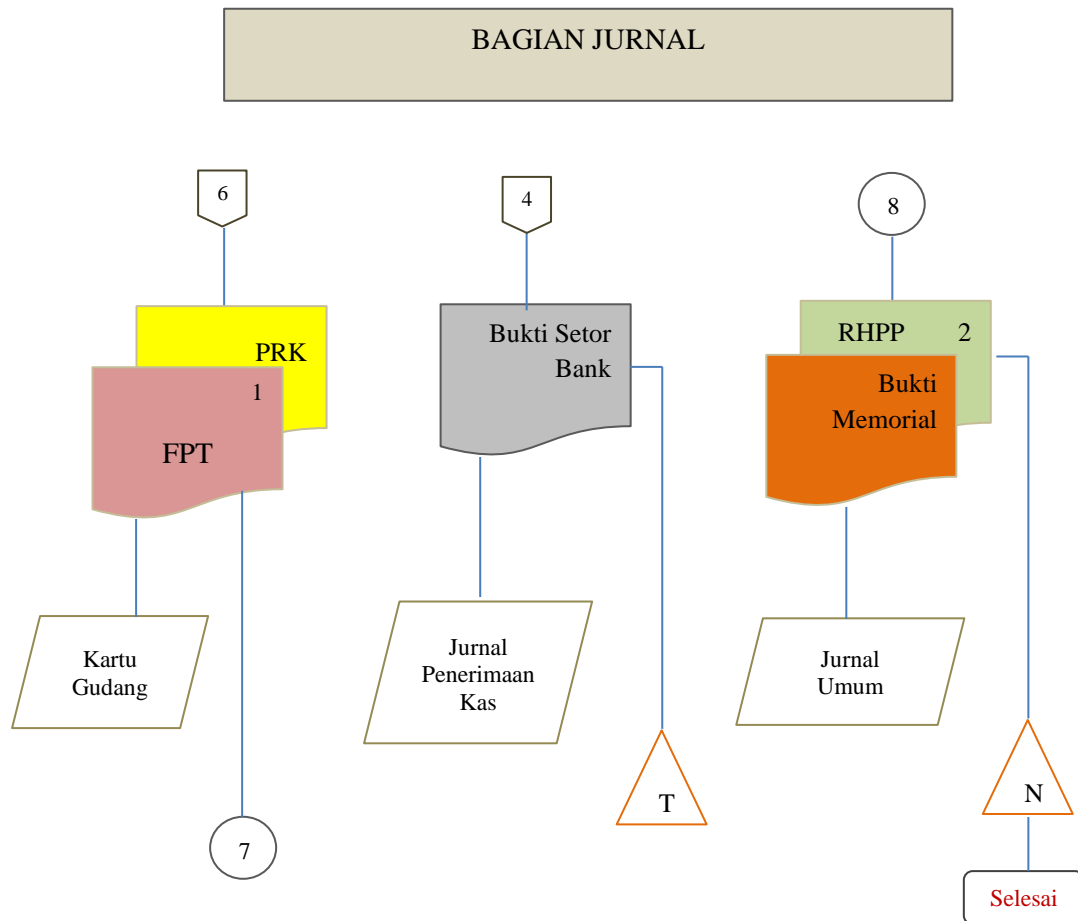 BAGIAN JURNAL
6
4
8
PRK
1
FPT
Bukti Setor
Bank
RHPP 2
Bukti
Memorial
Kartu
Gudang
Jurnal
Penerimaan
Kas
Jurnal
Umum
T
N
7
Selesai